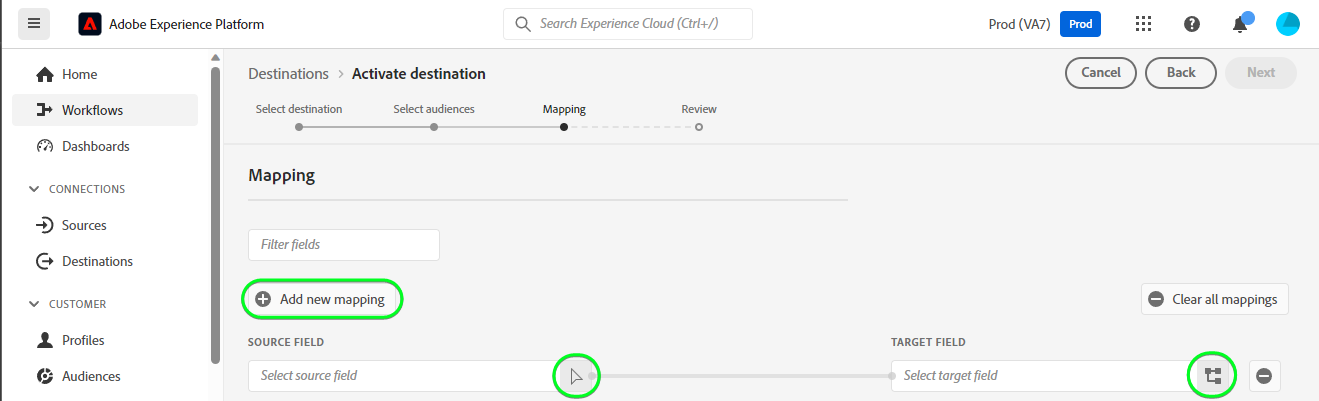 Adobe Experience Platform
Search Experience Cloud (Ctrl+/)
Prod (VA7)
Prod
Home
Workflows
Dashboards
CONNECTIONS
Sources
Destinations
CUSTOMER
Profiles
Audiences
Destinations > Activate destination
Cancel
Back
Next
Select destination
Select audiences
Mapping
Review
Mapping
Filter fields
Add new mapping
Clear all mappings
SOURCE FIELD
TARGET FIELD
Select source field
Select target field